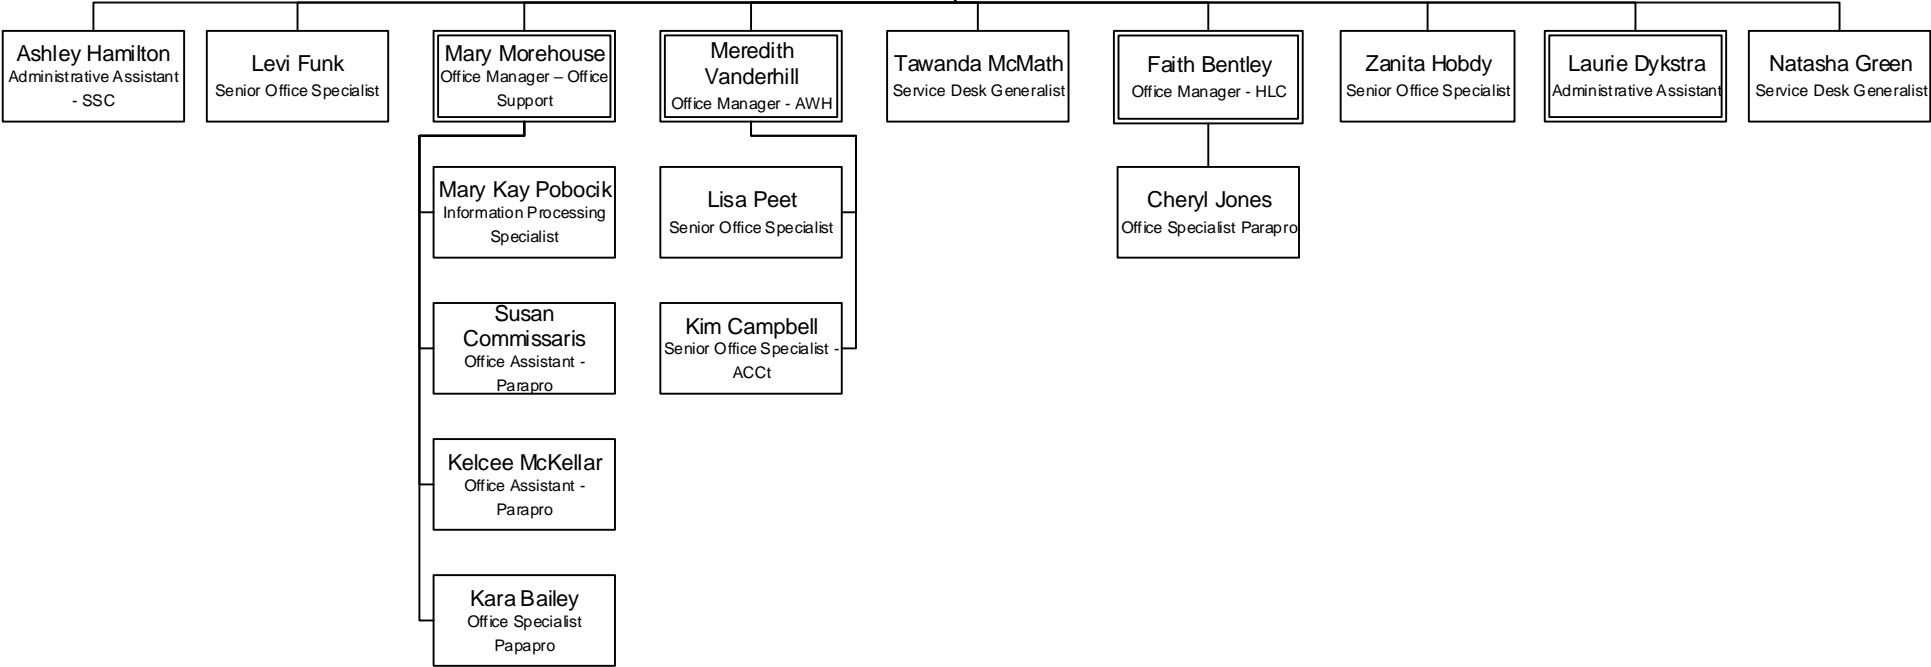 Ashley Hamilton
Administrative Assistant
- SSC
Levi Funk
Senior Office Specialist
Mary Morehouse
Office Manager – Office
Support
Meredith
Vanderhill
Office Manager - AWH
Tawanda McMath
Service Desk Generalist
Faith Bentley
Office Manager - HLC
Zanita Hobdy
Senior Office Specialist
Laurie Dykstra
Administrative Assistant
Natasha Green
Service Desk Generalist
Mary Kay Pobocik
Information Processing
Specialist
Lisa Peet
Senior Office Specialist
Cheryl Jones
Office Specialist Parapro
Susan
Commissaris
Office Assistant -
Parapro
Kim Campbell
Senior Office Specialist -
ACCt
Kelcee McKellar
Office Assistant -
Parapro
Kara Bailey
Office Specialist
Papapro